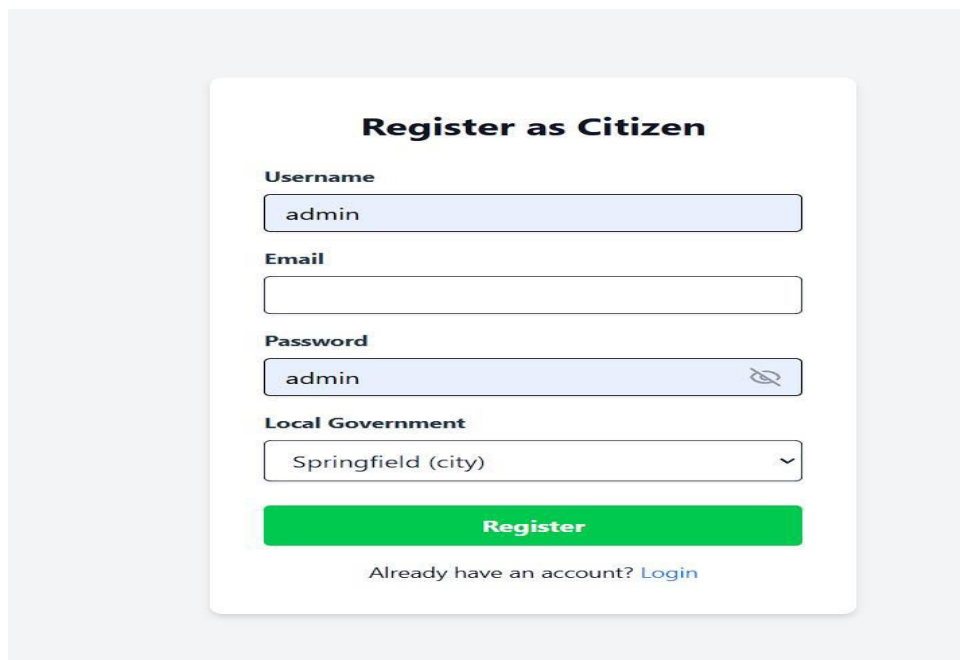 Register as Citizen
Username
admin
Email
Password
admin
Local Government
Springfield (city)
Register
Already have an account? Login